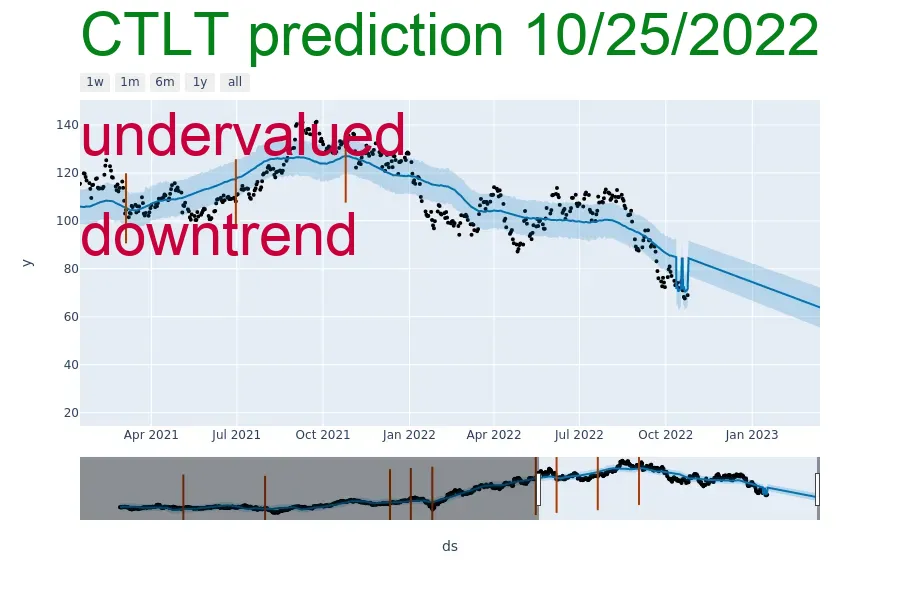 CTLT prediction 10/25/2022
1w 1m 6m 1y all
undervalued
downtrend
140
120
100
80
60
40
20
y
Apr 2021 Jul 2021 Oct 2021 Jan 2022 Apr 2022 Jul 2022 Oct 2022 Jan 2023
ds